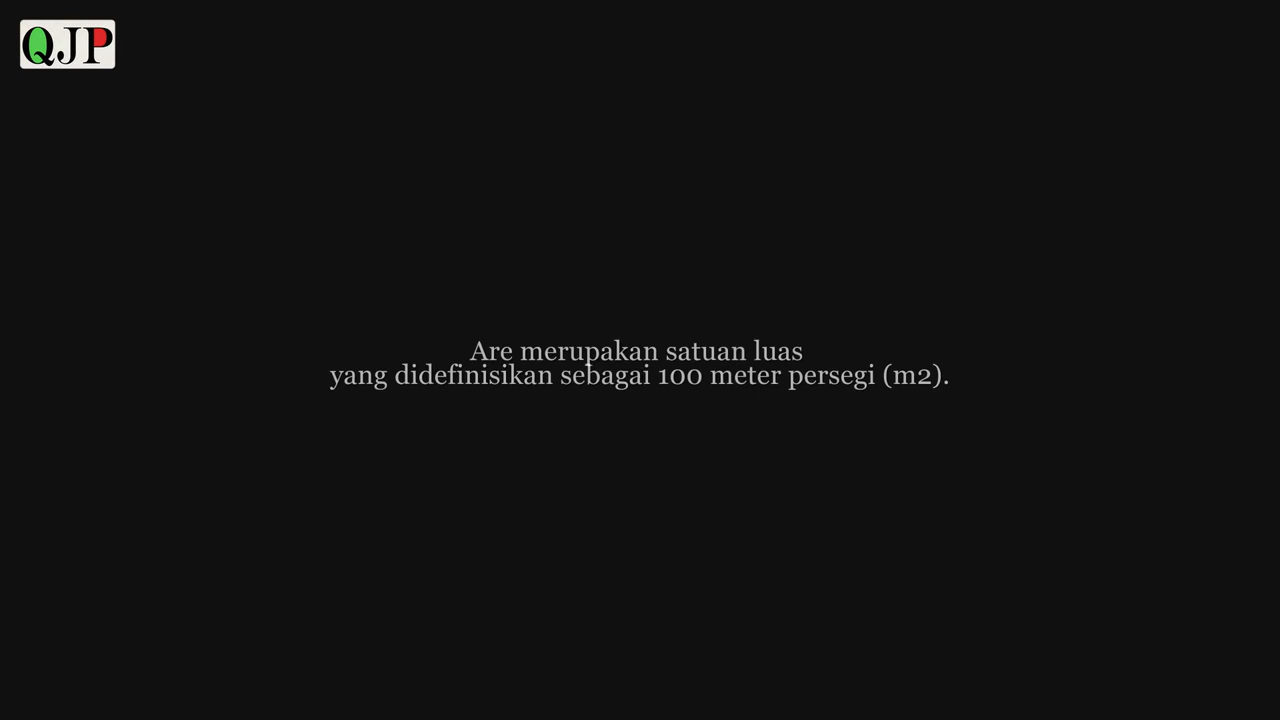 QJP
Are merupakan satuan luas
yang didefinisikan sebagai 100 meter persegi (m2).